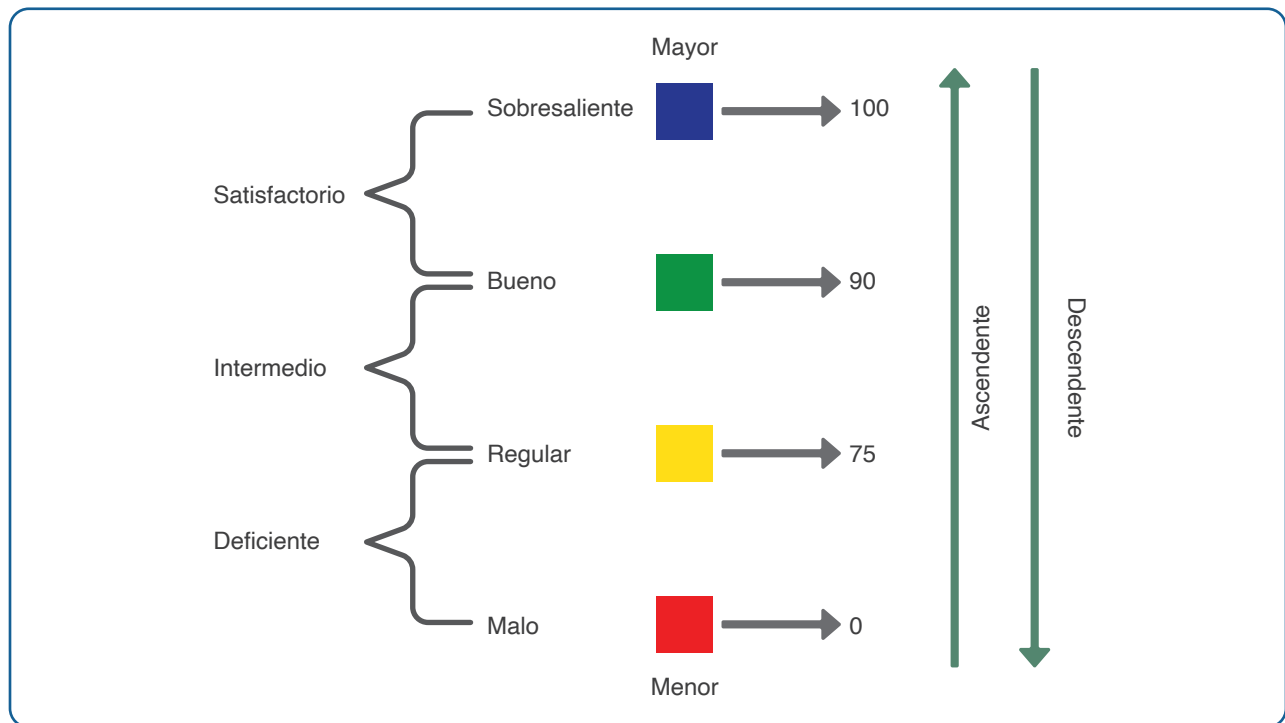 Mayor
Sobresaliente
100
Satisfactorio
Bueno
90
Intermedio
Regular
75
Deficiente
Malo
0
Menor
Ascendente
Descendente